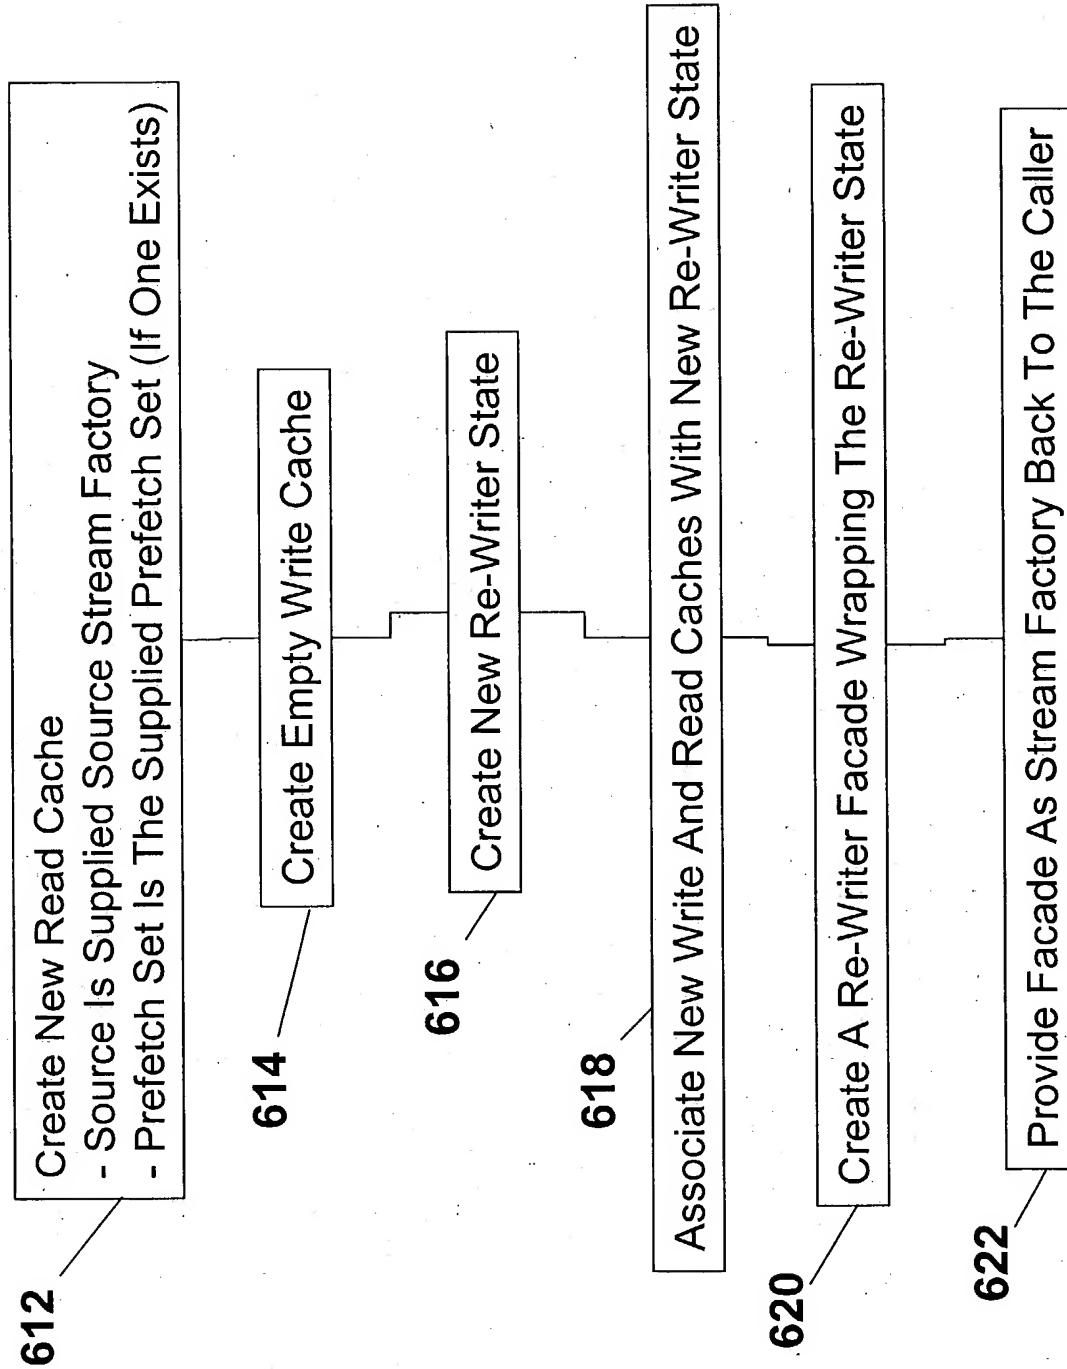 612
Create New Read Cache
- Source Is Supplied Source Stream Factory
- Prefetch Set Is The Supplied Prefetch Set (If One Exists)
614
Create Empty Write Cache
616
Create New Re-Writer State
618
Associate New Write And Read Caches With New Re-Writer State
620
Create A Re-Writer Facade Wrapping The Re-Writer State
622
Provide Facade As Stream Factory Back To The Caller